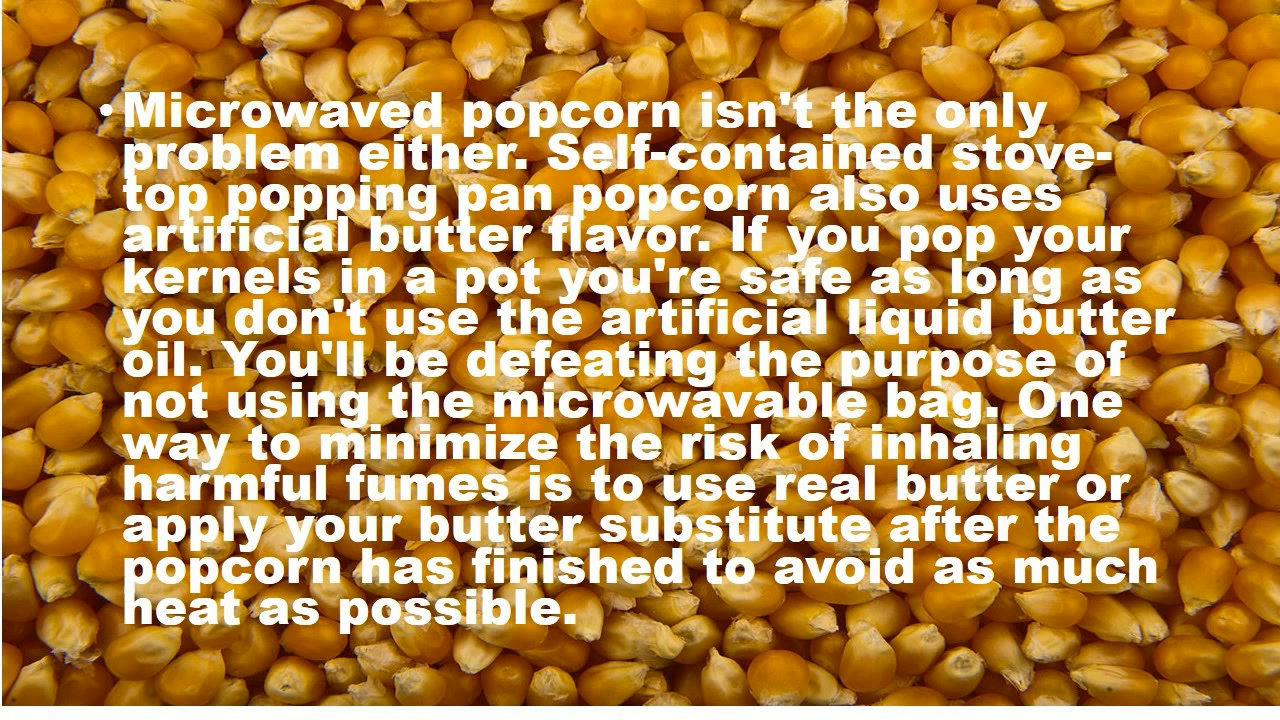 • Microwaved popcorn isn't the only
problem either. Self-contained stove-
top popping pan popcorn also uses
artificial butter flavor. If you pop your
kernels in a pot you're safe as long as
you don't use the artificial liquid butter
oil. You'll be defeating the purpose of
not using the microwavable bag. One
way to minimize the risk of inhaling
harmful fumes is to use real butter or
apply your butter substitute after the
popcorn has finished to avoid as much
heat as possible.